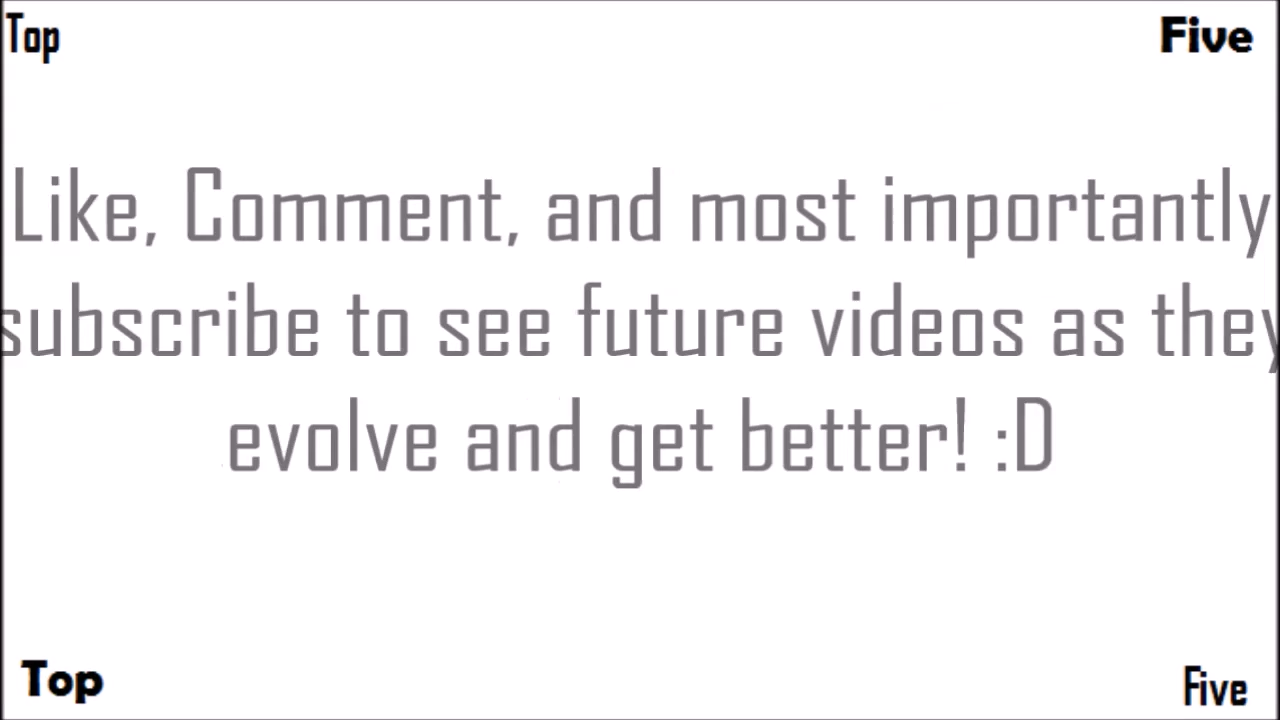 Top Five
Like, Comment, and most importantly
subscribe to see future videos as they
evolve and get better! :D
Top Five